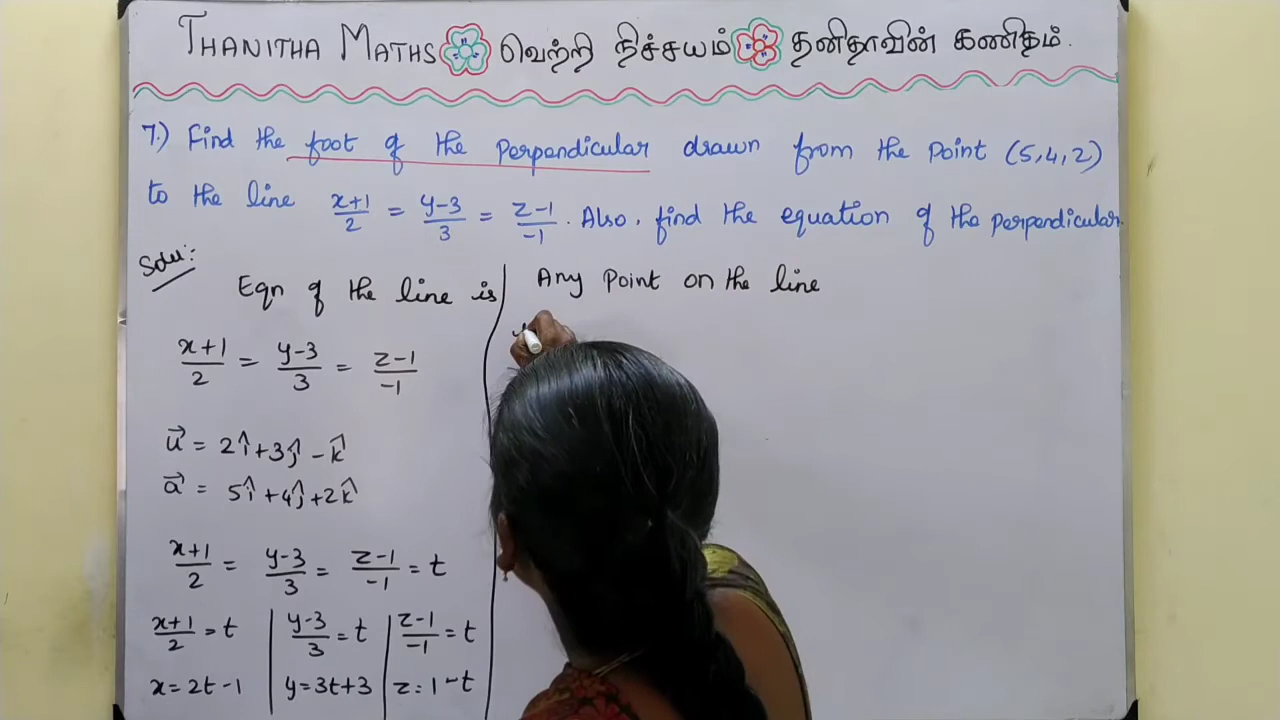 THANITHA MATHS வெற்றி நிச்சயம் தனிதாவின் கணிதம்.
7.) Find the foot of the perpendicular drawn from the point (5,4,2)
to the line (x+1)/2 = (y-3)/3 = (z-1)/-1 . Also, find the equation of the perpendicular.
Solu:
Eqn of the line is
(x+1)/2 = (y-3)/3 = (z-1)/-1
u⃗ = 2î+3ĵ-k̂
a⃗ = 5î+4ĵ+2k̂
(x+1)/2 = (y-3)/3 = (z-1)/-1 = t
(x+1)/2 = t | (y-3)/3 = t | (z-1)/-1 = t
x=2t-1 | y=3t+3 | z=1-t
Any point on the line